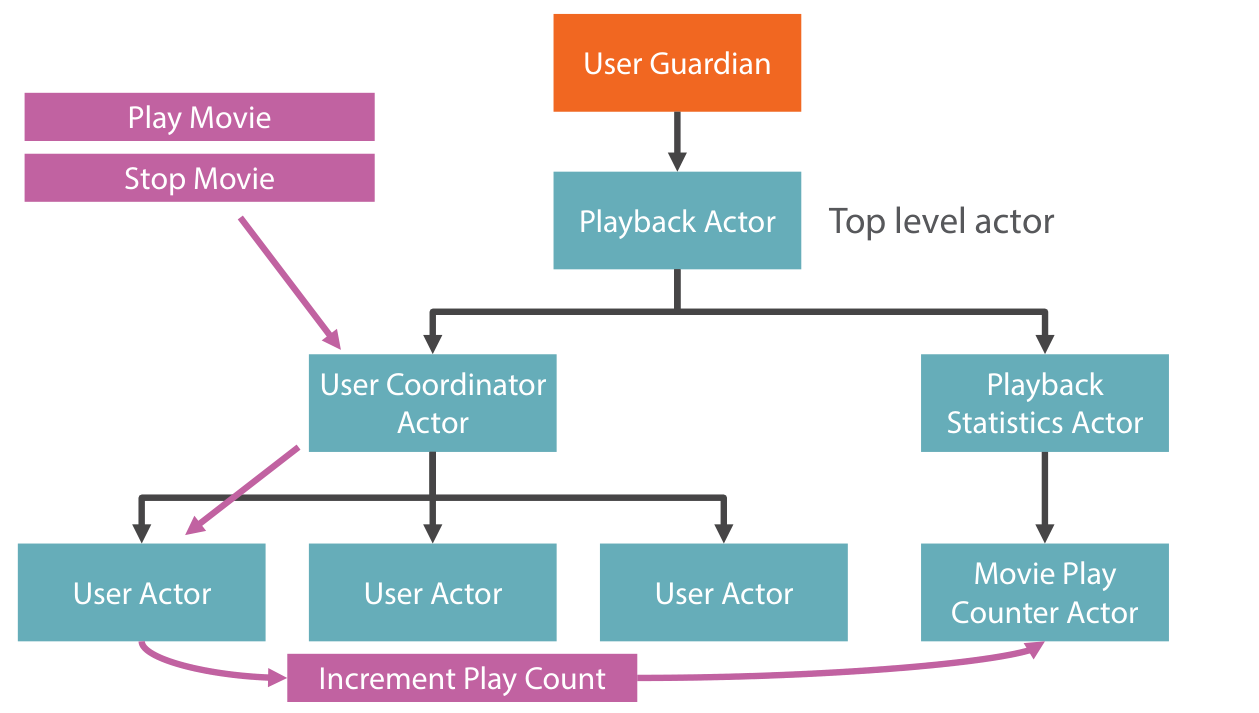 User Guardian
Play Movie
Stop Movie
Playback Actor
Top level actor
User Coordinator
Actor
Playback
Statistics Actor
User Actor
User Actor
User Actor
Movie Play
Counter Actor
Increment Play Count